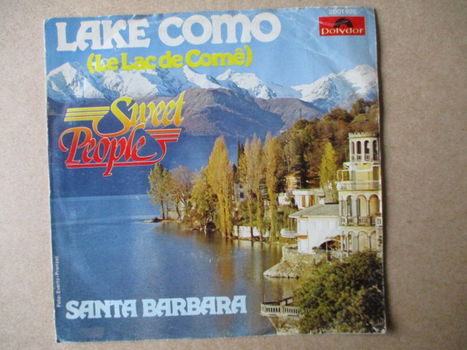 LAKE COMO
(Le Lac de Comê)
Polydor
Sweet
People
SANTA BARBARA